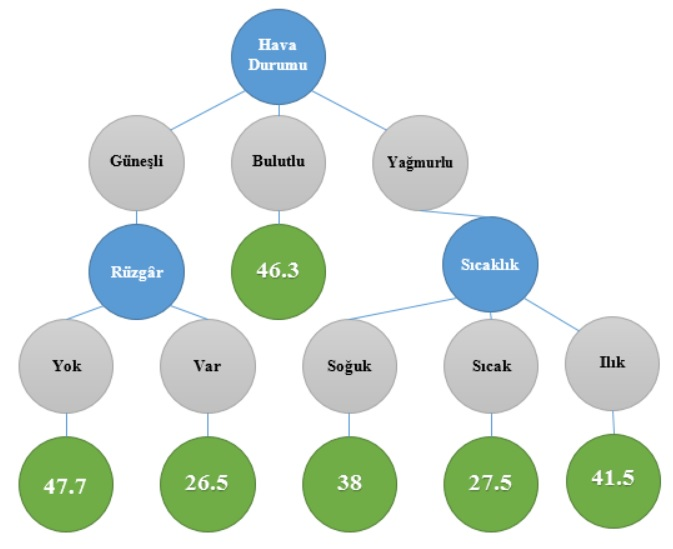 Hava
Durumu
Güneşli
Bulutlu
Yağmurlu
Rüzgâr
46.3
Sıcaklık
Yok
Var
Soğuk
Sıcak
Ilık
47.7
26.5
38
27.5
41.5